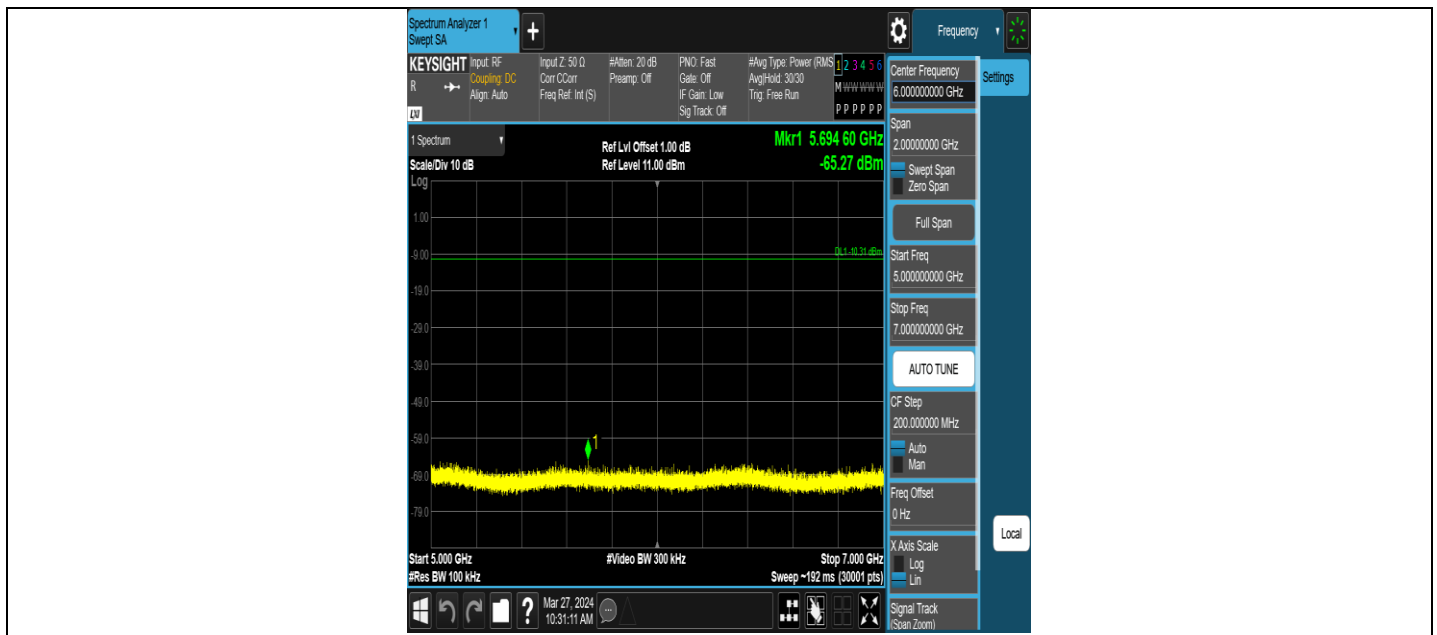 Spectrum Analyzer 1
Swept SA
+
Frequency
KEYSIGHT
R
LXI
Input: RF
Coupling: DC
Align: Auto
Input Z: 50 Ω
Corr CCorr
Freq Ref: Int (S)
#Atten: 20 dB
Preamp: Off
PNO: Fast
Gate: Off
IF Gain: Low
Sig Track: Off
#Avg Type: Power (RMS
Avg|Hold: 30/30
Trig: Free Run
1 2 3 4 5 6
M W W W W W
P P P P P P
1 Spectrum
Scale/Div 10 dB
Log
Ref Lvl Offset 1.00 dB
Ref Level 11.00 dBm
Mkr1 5.694 60 GHz
-65.27 dBm
1.00
-9.00
-19.0
-29.0
-39.0
-49.0
-59.0
-69.0
-79.0
DL1 -10.31 dBm
1
Start 5.000 GHz
#Res BW 100 kHz
#Video BW 300 kHz
Stop 7.000 GHz
Sweep ~192 ms (30001 pts)
?
Mar 27, 2024
10:31:11 AM
Center Frequency
6.000000000 GHz
Settings
Span
2.00000000 GHz
Swept Span
Zero Span
Full Span
Start Freq
5.000000000 GHz
Stop Freq
7.000000000 GHz
AUTO TUNE
CF Step
200.000000 MHz
Auto
Man
Freq Offset
0 Hz
X Axis Scale
Log
Lin
Local
Signal Track
(Span Zoom)